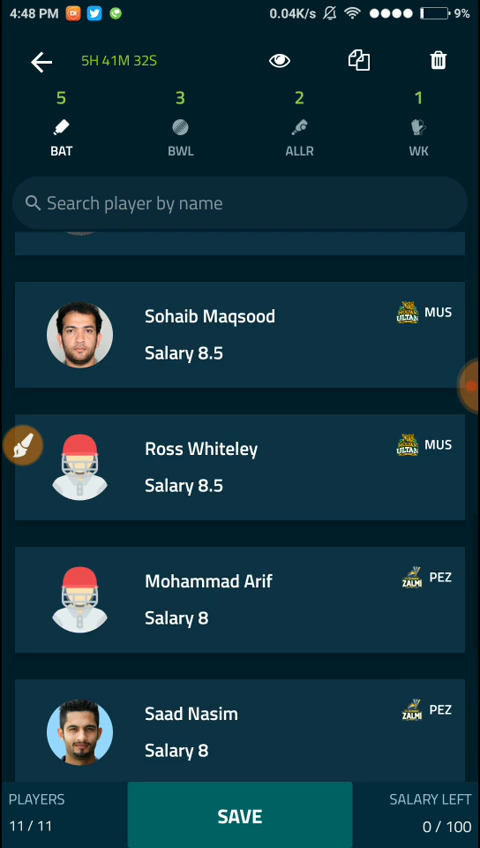 4:48 PM 0.04K/s 9%
5H 41M 32S
5 3 2 1
BAT BWL ALLR WK
Search player by name
Sohaib Maqsood MUS
Salary 8.5
Ross Whiteley MUS
Salary 8.5
Mohammad Arif ZALMI PEZ
Salary 8
Saad Nasim ZALMI PEZ
Salary 8
PLAYERS SAVE SALARY LEFT
11 / 11 0 / 100